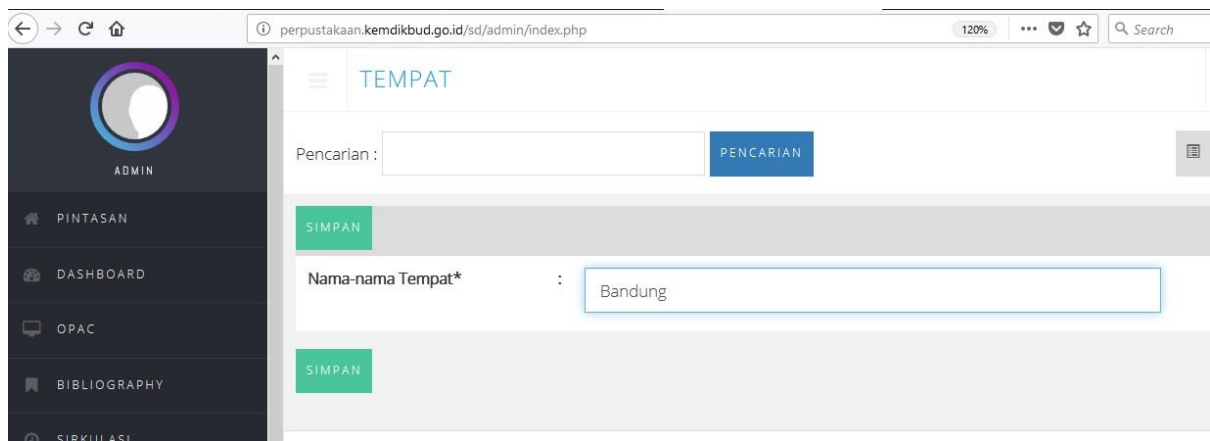 perpustakaan.kemdikbud.go.id/sd/admin/index.php
120%
Search
ADMIN
PINTASAN
DASHBOARD
OPAC
BIBLIOGRAPHY
SIRKULASI
TEMPAT
Pencarian :
PENCARIAN
SIMPAN
Nama-nama Tempat* : Bandung
SIMPAN